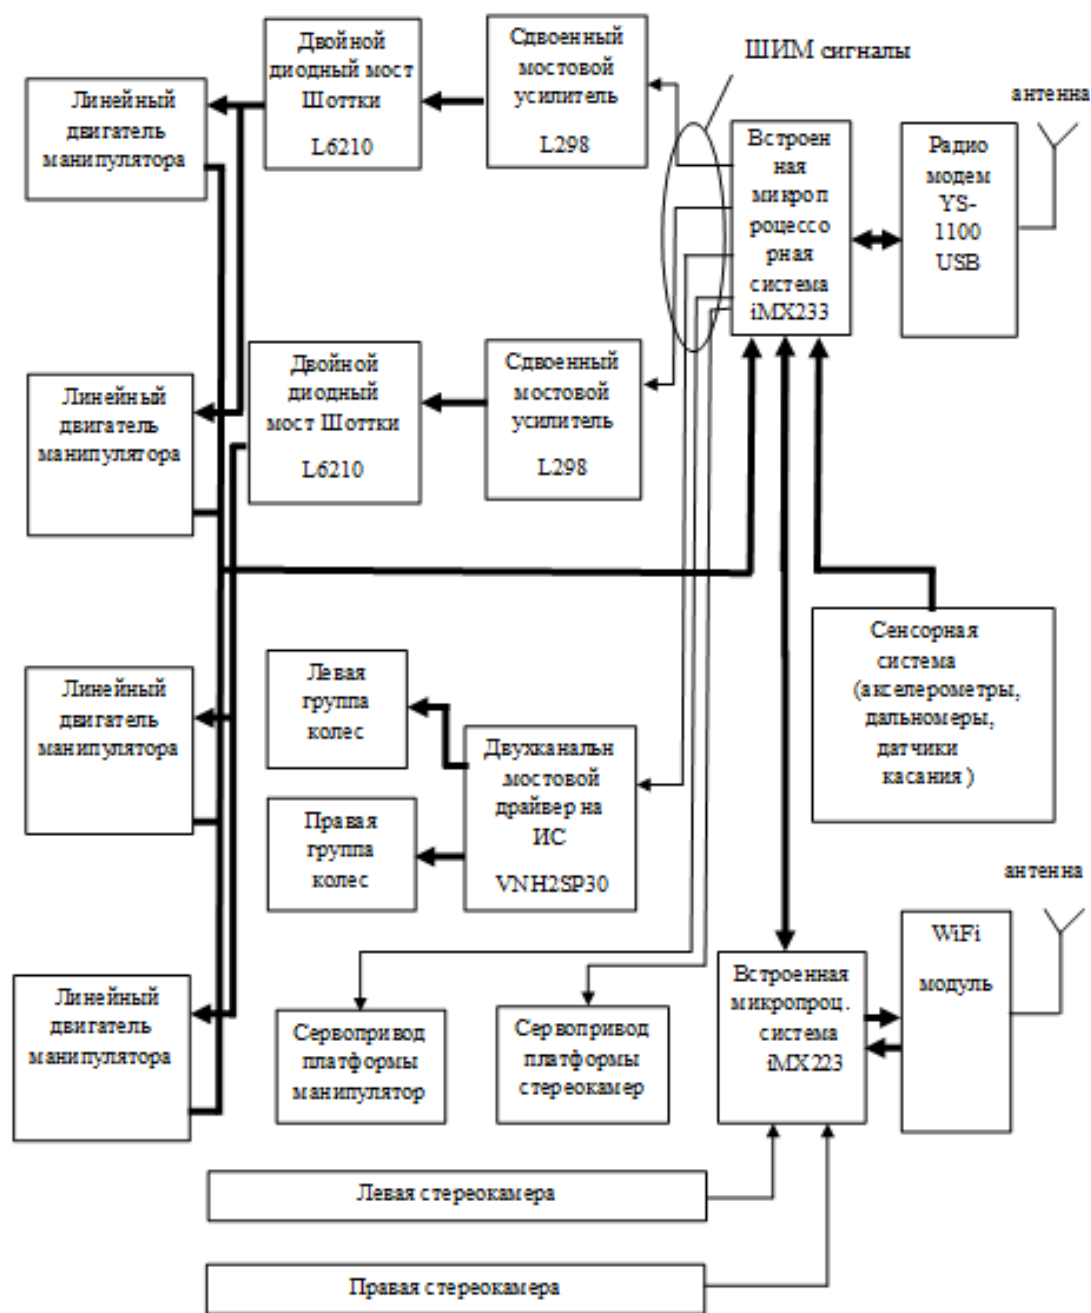 Двойной
диодный мост
Шоттки
L6210
Сдвоенный
мостовой
усилитель
L298
ШИМ сигналы
Линейный
двигатель
манипулятора
антенна
Встроен
ная
микроп
роцессо
рная
система
iMX233
Радио
модем
YS-
1100
USB
Двойной
диодный
мост Шоттки
L6210
Сдвоенный
мостовой
усилитель
L298
Линейный
двигатель
манипулятора
Сенсорная
система
(акселерометры,
дальномеры,
датчики
касания)
Левая
группа
колес
Линейный
двигатель
манипулятора
Двухканальн
.мостовой
драйвер на
ИС
VNH2SP30
Правая
группа
колес
антенна
WiFi
модуль
Встроенная
микропроц.
система
iMX223
Линейный
двигатель
манипулятора
Сервопривод
платформы
манипулятор
Сервопривод
платформы
стереокамер
Левая стереокамера
Правая стереокамера